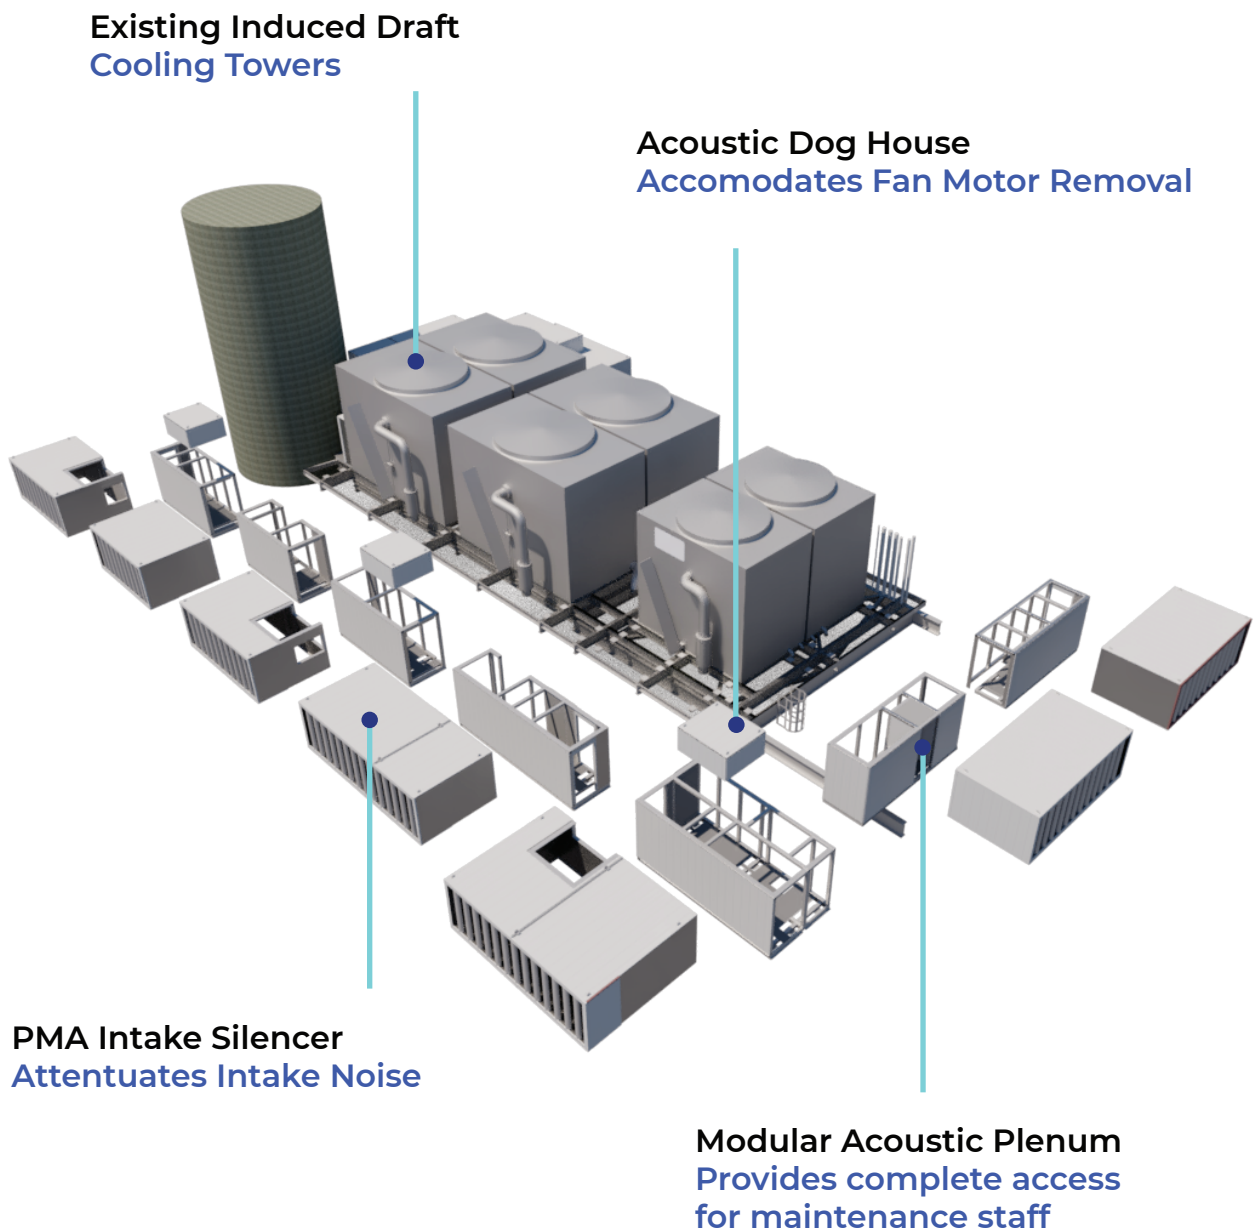 Existing Induced Draft
Cooling Towers
Acoustic Dog House
Accomodates Fan Motor Removal
PMA Intake Silencer
Attentuates Intake Noise
Modular Acoustic Plenum
Provides complete access
for maintenance staff